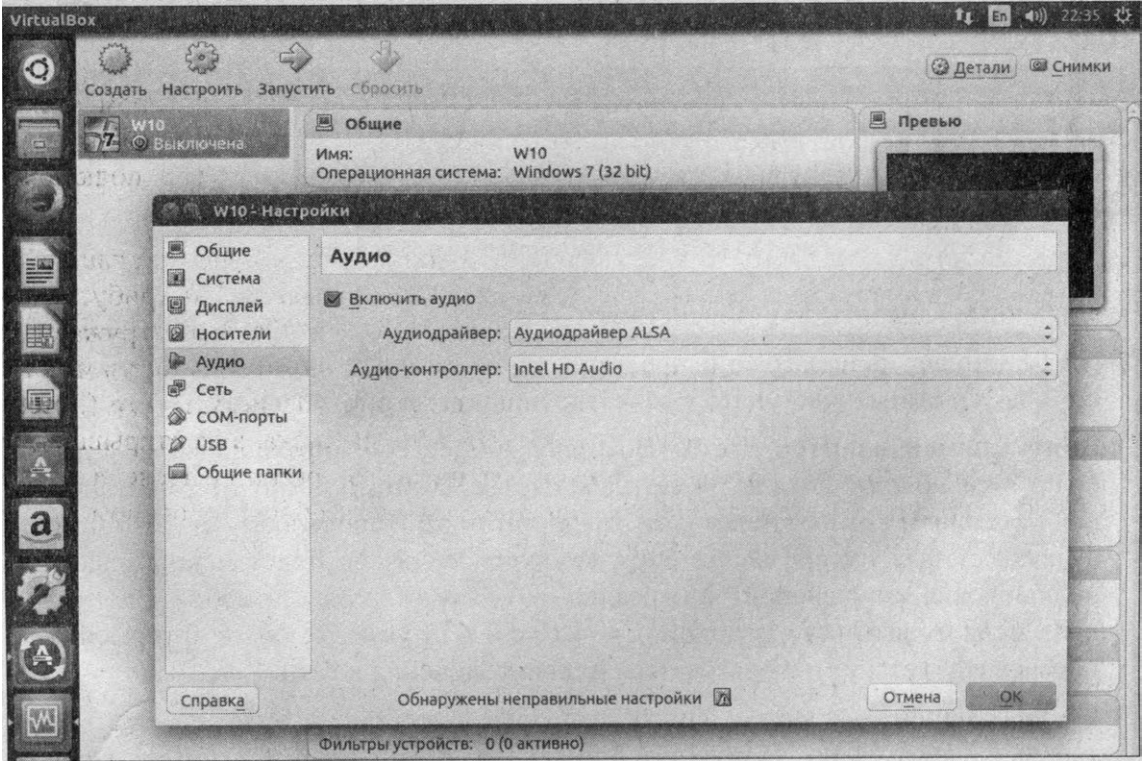 VirtualBox
En
22:35
Детали
Снимки
Создать Настроить Запустить Сбросить
W10
Выключена
Общие
Имя: W10
Операционная система: Windows 7 (32 bit)
Превью
W10 - Настройки
Общие
Система
Дисплей
Носители
Аудио
Сеть
COM-порты
USB
Общие папки
Аудио
Включить аудио
Аудиодрайвер: Аудиодрайвер ALSA
Аудио-контроллер: Intel HD Audio
Справка
Обнаружены неправильные настройки
Отмена
OK
Фильтры устройств: 0 (0 активно)